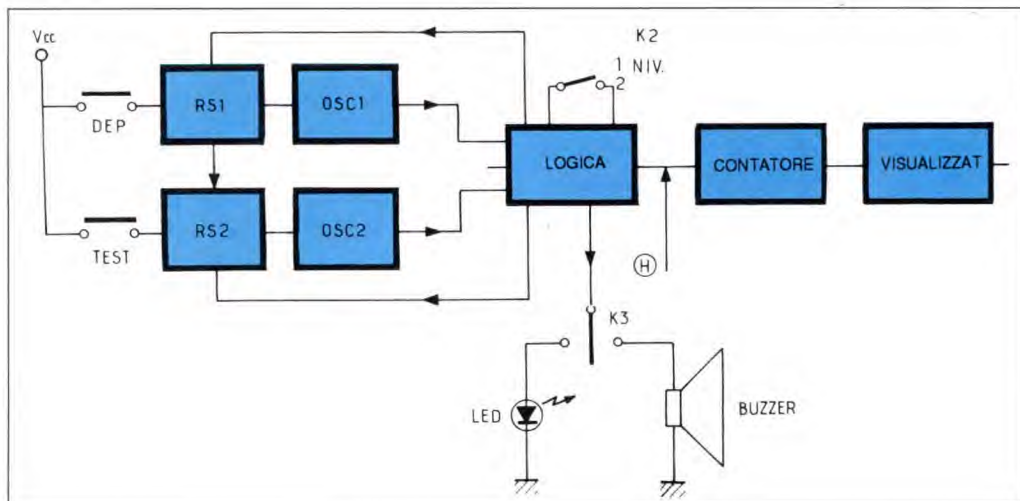 Vcc
DEP
TEST
RS1
OSC1
RS2
OSC2
K2
1 NIV.
2
LOGICA
CONTATORE
VISUALIZZAT
H
K3
LED
BUZZER